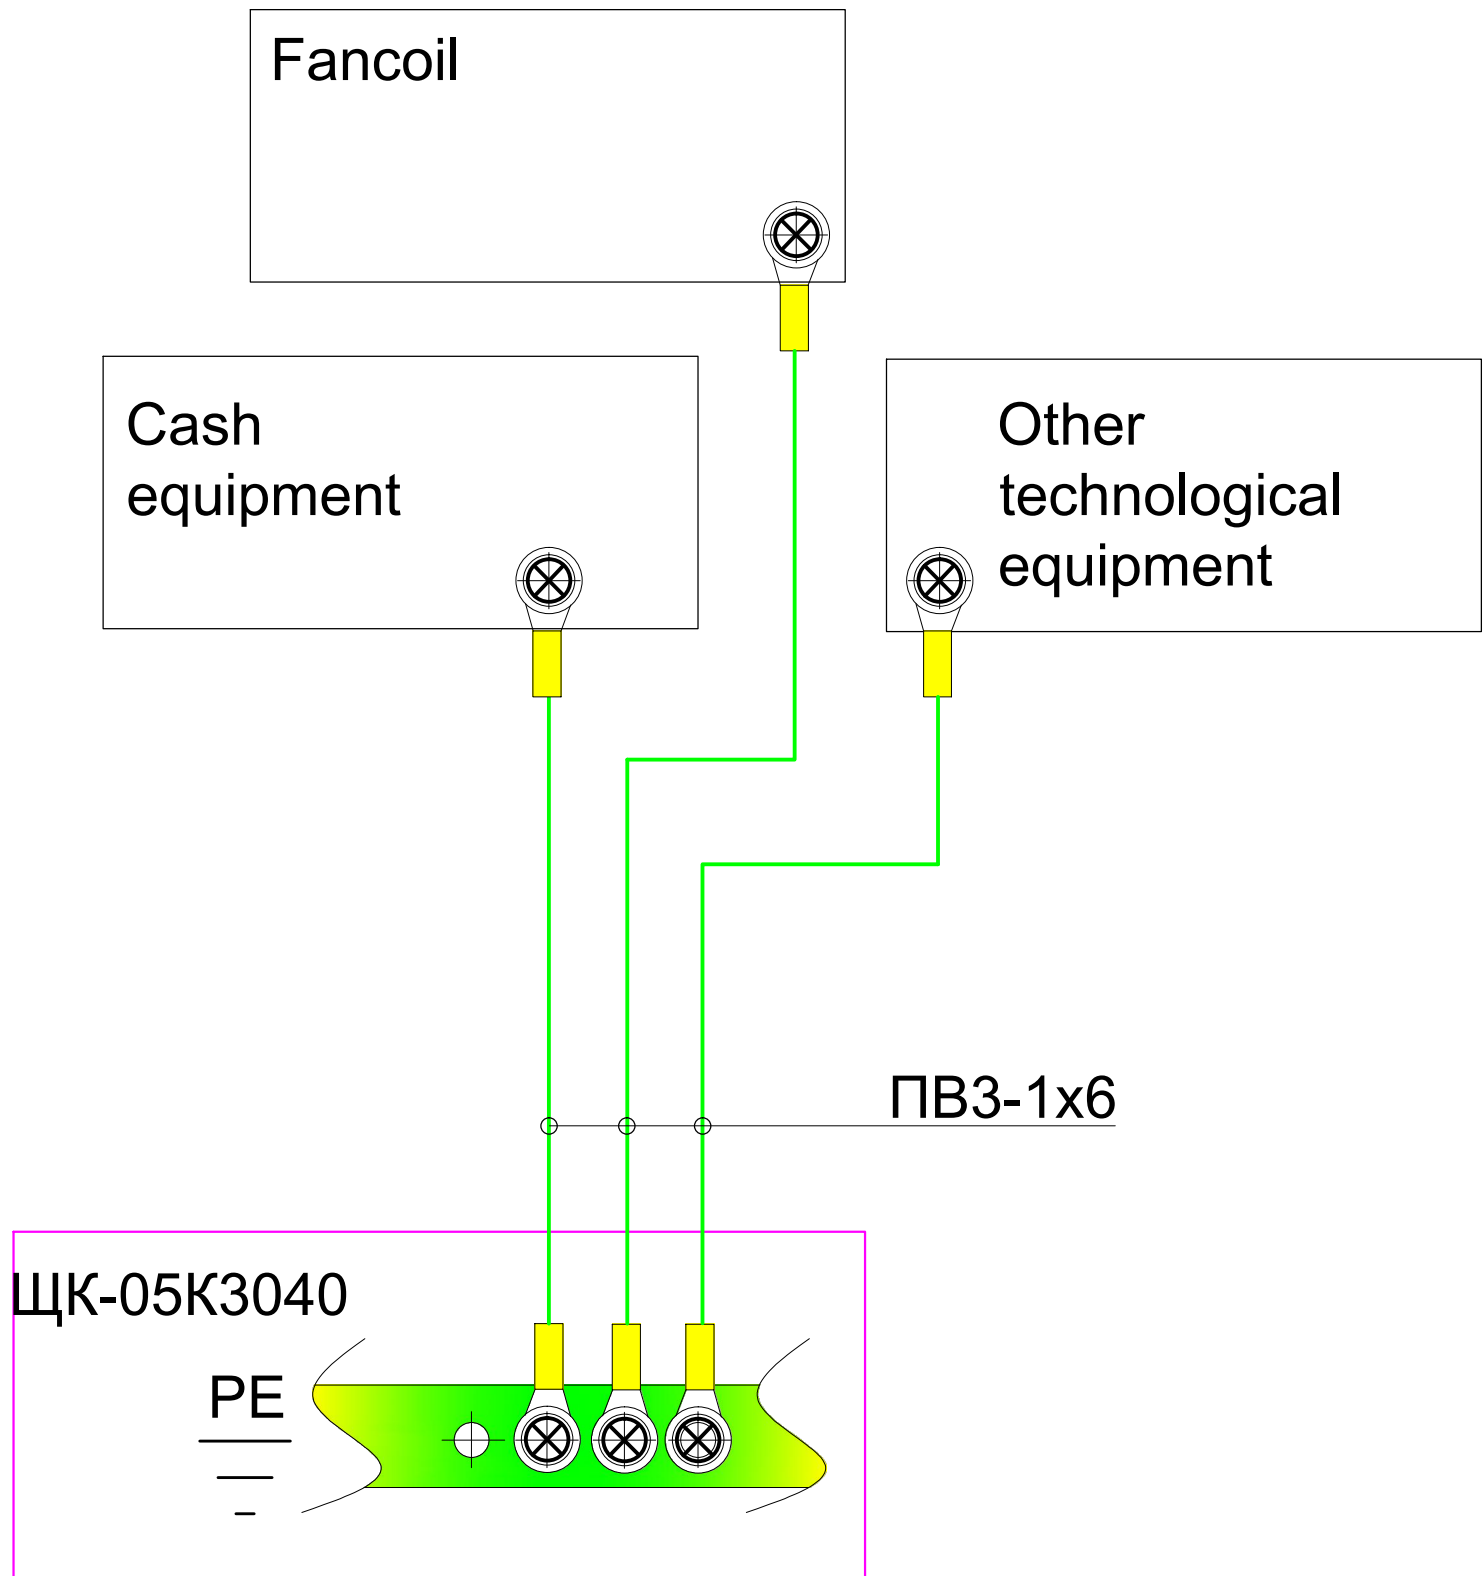 Fancoil
Cash
equipment
Other
technological
equipment
ПВ3-1х6
ЩК-05К3040
PE